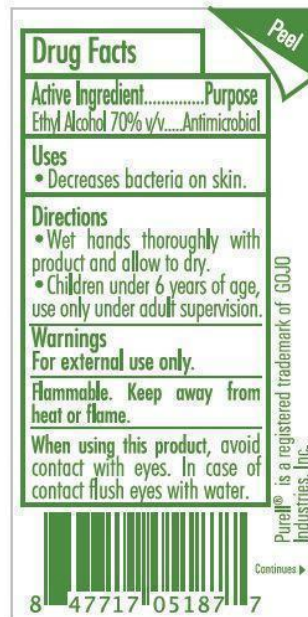 Peel
Drug Facts
Active Ingredient..............Purpose
Ethyl Alcohol 70% v/v.....Antimicrobial
Uses
• Decreases bacteria on skin.
Directions
• Wet hands thoroughly with
product and allow to dry.
• Children under 6 years of age,
use only under adult supervision.
Warnings
For external use only.
Flammable. Keep away from
heat or flame.
When using this product, avoid
contact with eyes. In case of
contact flush eyes with water.
Purell® is a registered trademark of GOJO
Industries, Inc.
Continues ▶
8 47717 05187 7